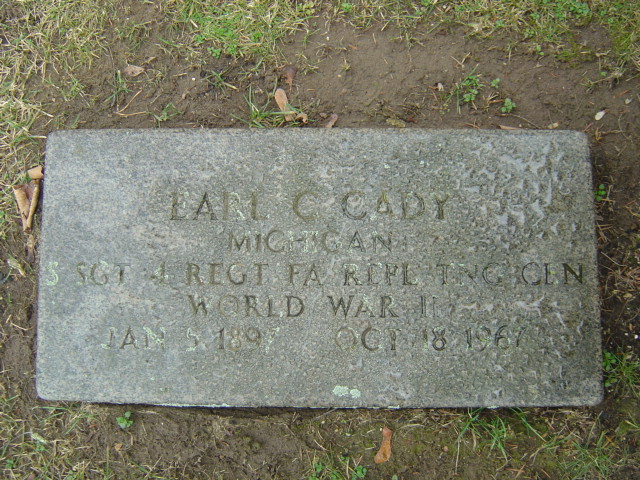 EARL C CADY
MICHIGAN
S SGT 4 REGT FA REPL TNG CEN
WORLD WAR II
JAN 5 1897 OCT 18 1967